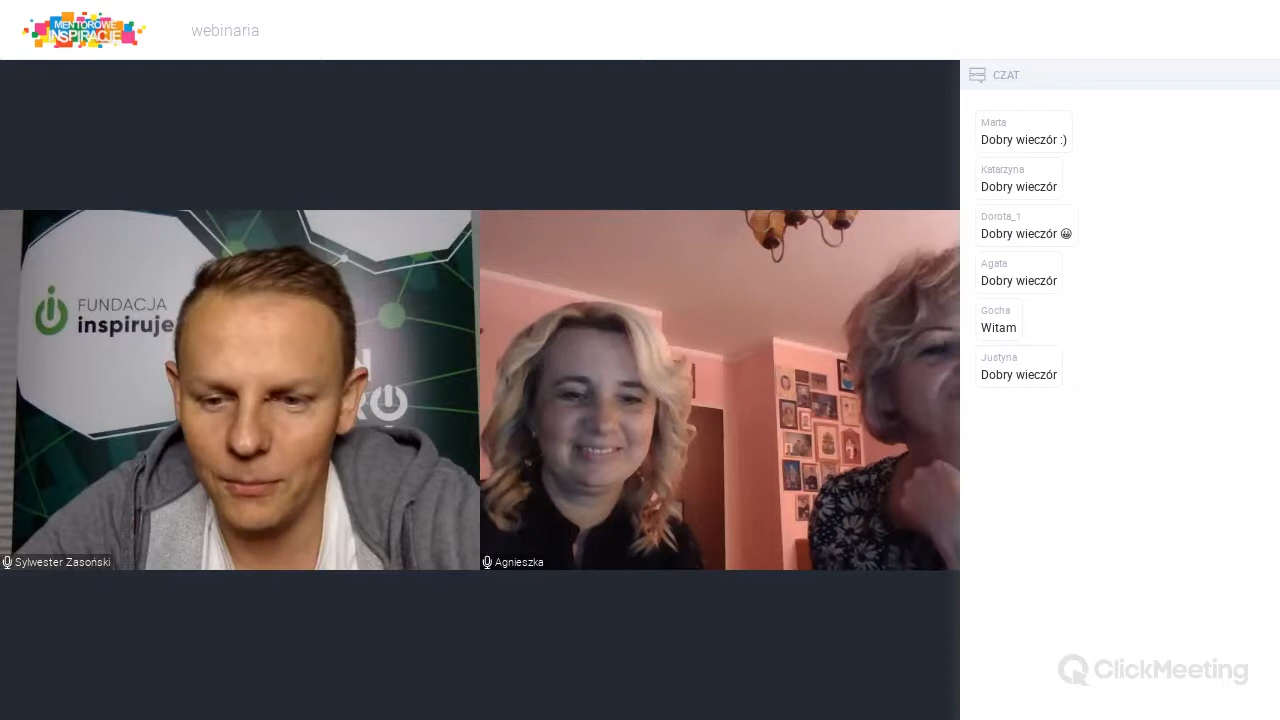 MENTOROWE
INSPIRACJE
webinaria
CZAT
Marta
Dobry wieczór :)
Katarzyna
Dobry wieczór
Dorota_1
Dobry wieczór 😀
Agata
Dobry wieczór
Gocha
Witam
Justyna
Dobry wieczór
FUNDACJA
inspiruje
Sylwester Zasoński
Agnieszka
ClickMeeting